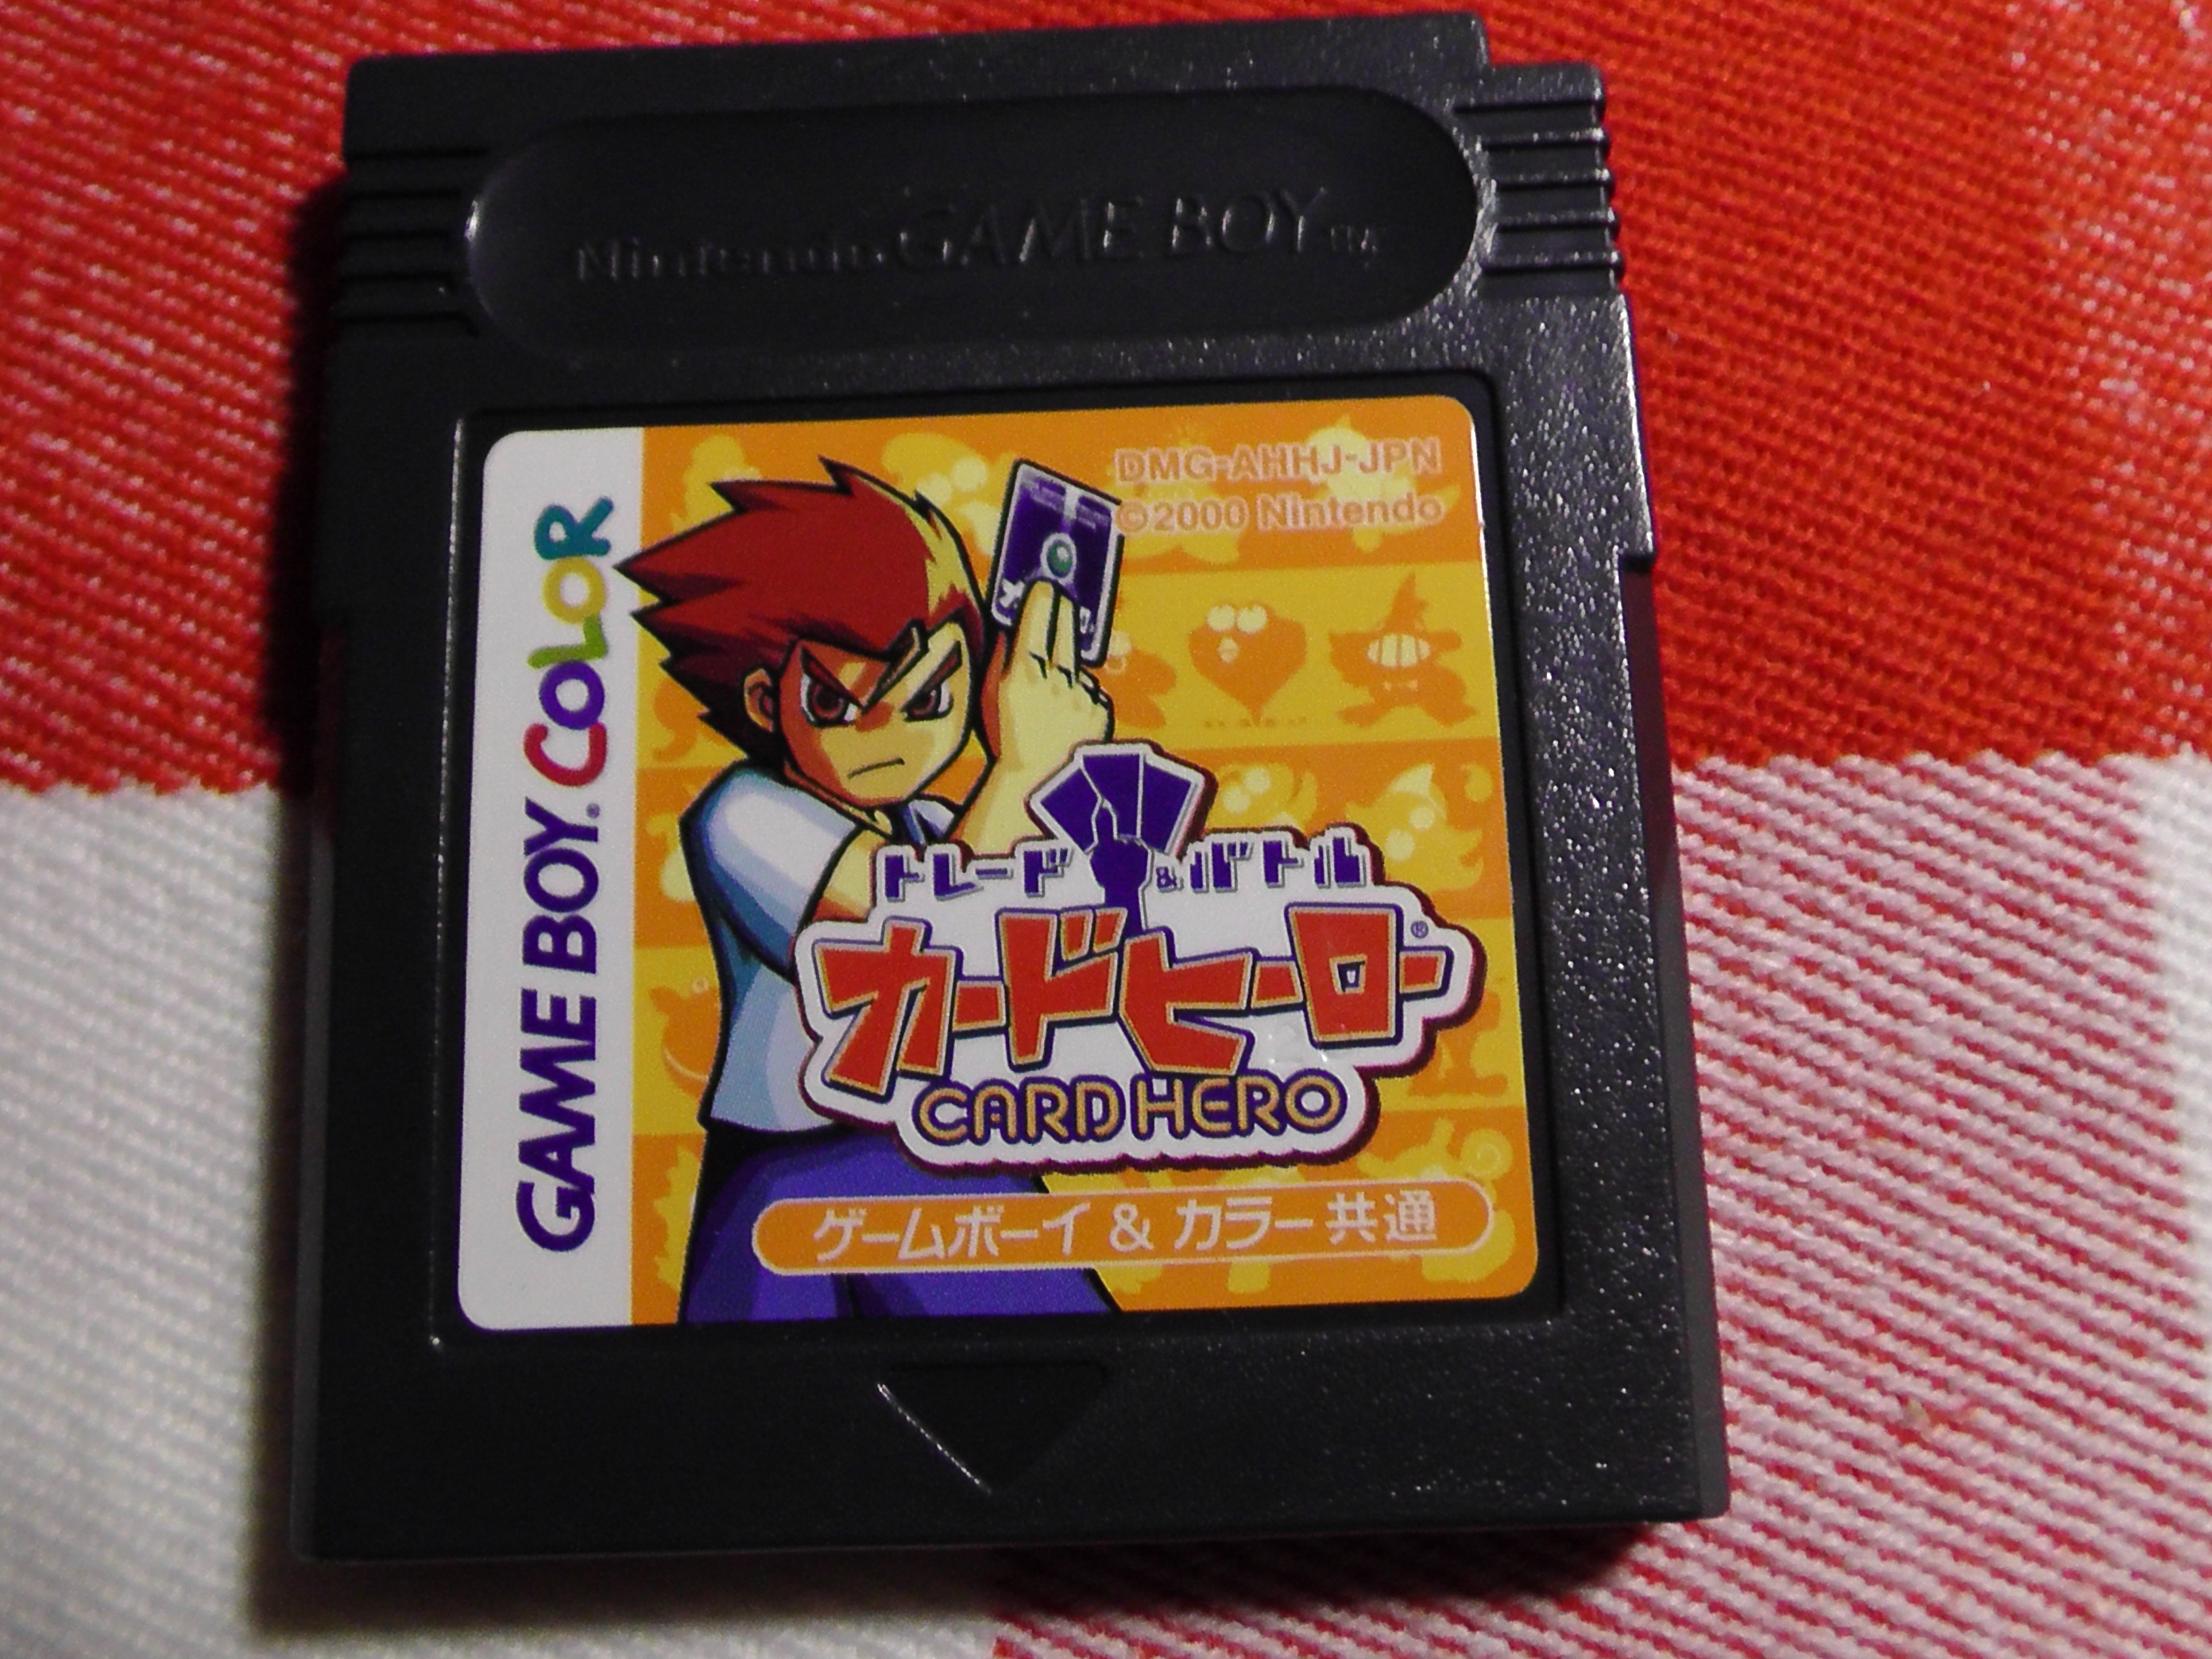 Nintendo GAME BOY™
GAME BOY® COLOR
DMG-AHHJ-JPN
©2000 Nintendo
トレード&バトル
カードヒーロー®
CARD HERO
ゲームボーイ & カラー 共通